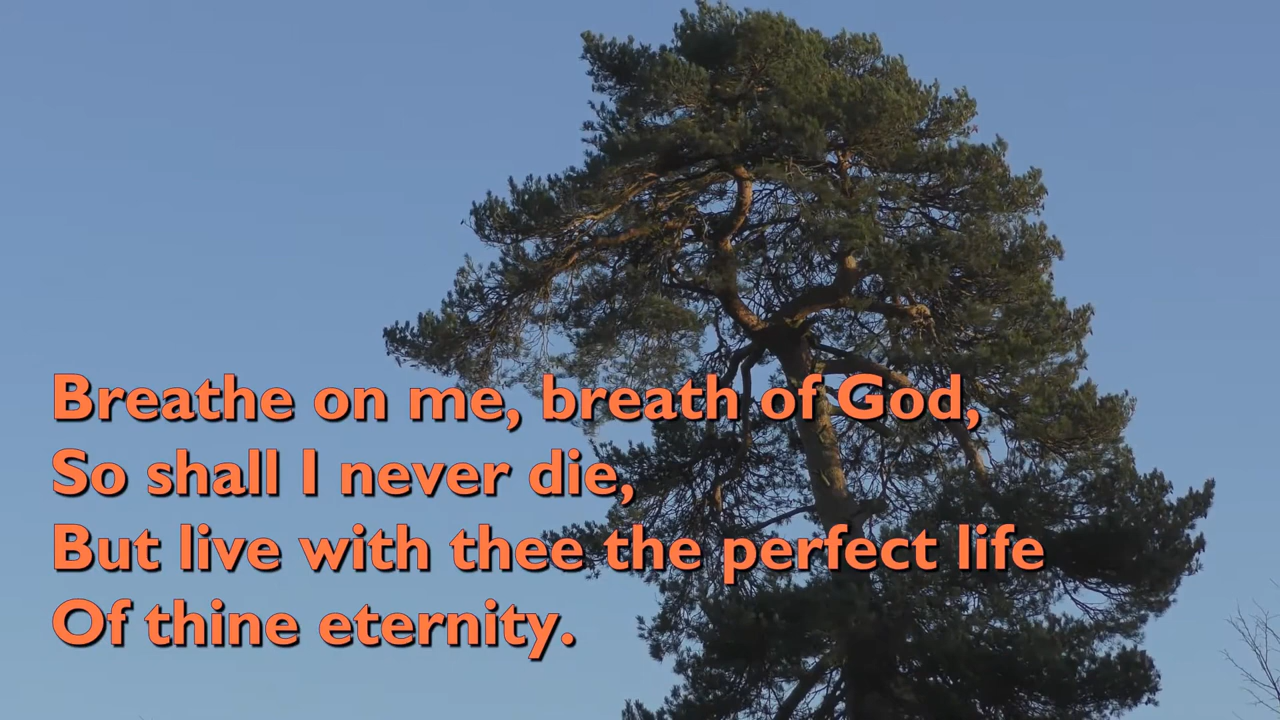 Breathe on me, breath of God,
So shall I never die,
But live with thee the perfect life
Of thine eternity.